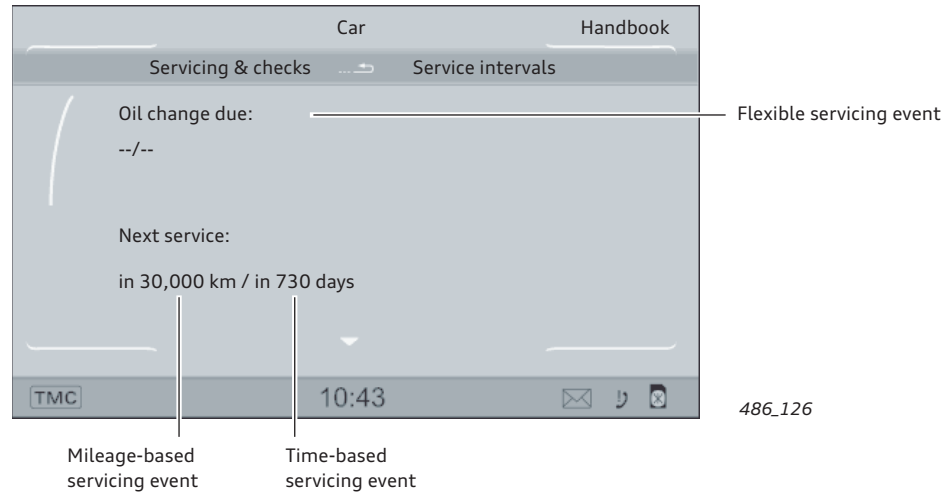 Car
Handbook
Servicing & checks
Service intervals
Oil change due:
Flexible servicing event
--/--
Next service:
in 30,000 km / in 730 days
TMC
10:43
486_126
Mileage-based
servicing event
Time-based
servicing event